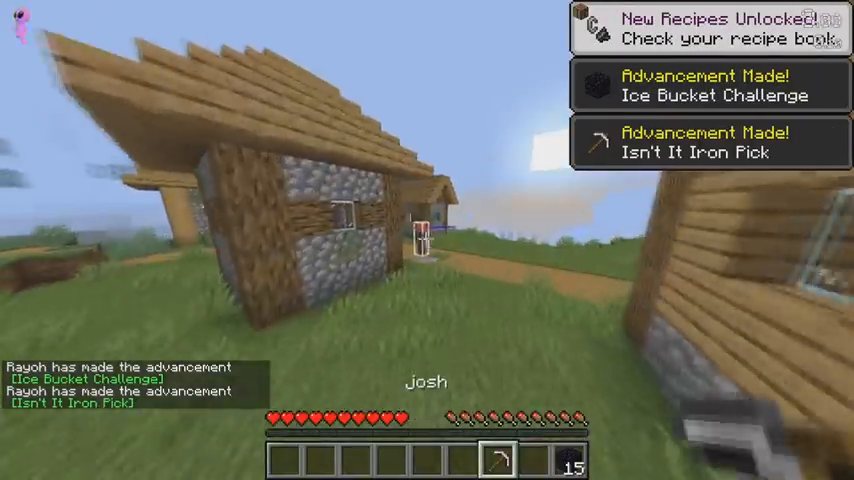 New Recipes Unlocked!
Check your recipe book
Advancement Made!
Ice Bucket Challenge
Advancement Made!
Isn't It Iron Pick
Rayoh has made the advancement
[Ice Bucket Challenge]
Rayoh has made the advancement
[Isn't It Iron Pick]
josh
15